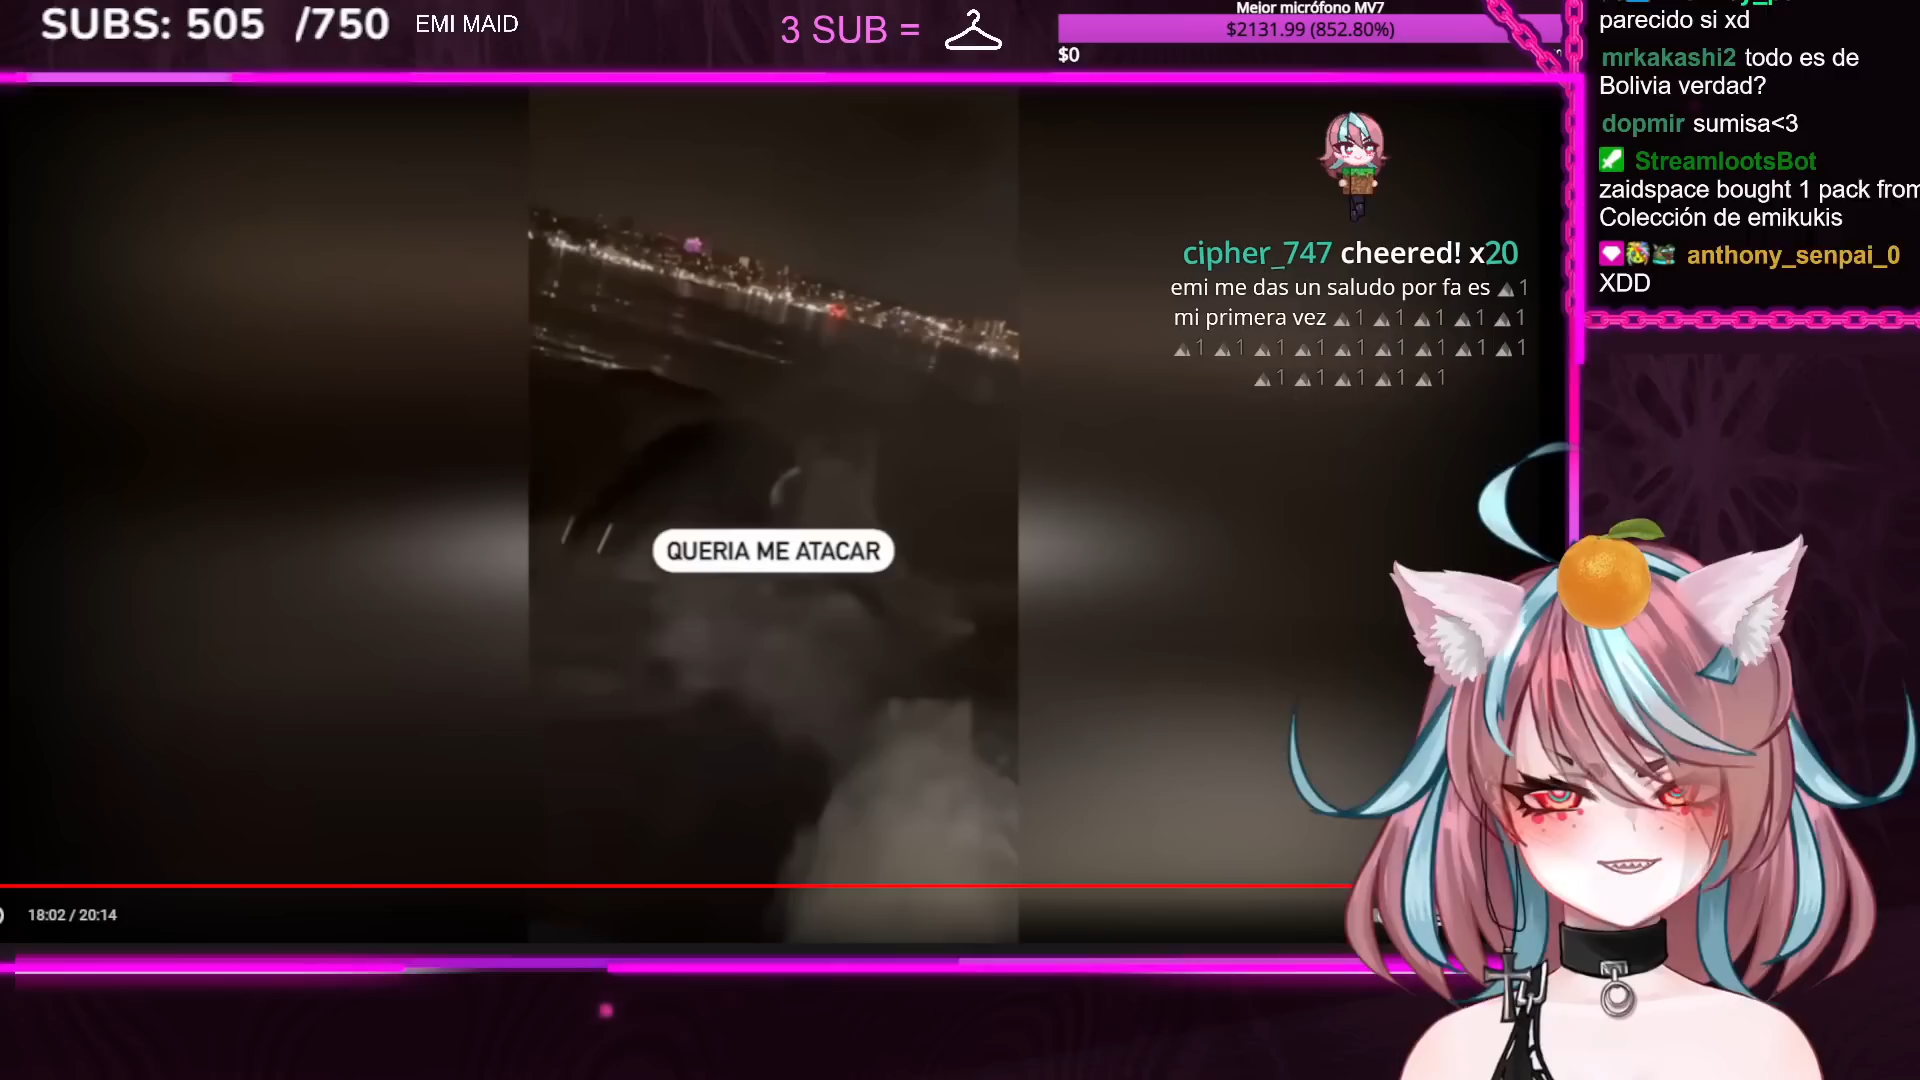 SUBS: 505 /750 EMI MAID
3 SUB =
Mejor micrófono MV7
$2131.99 (852.80%)
$0
parecido si xd
mrkakashi2 todo es de
Bolivia verdad?
dopmir sumisa<3
StreamlootsBot
zaidspace bought 1 pack from
Colección de emikukis
anthony_senpai_0
XDD
cipher_747 cheered! x20
emi me das un saludo por fa es 1
mi primera vez 1 1 1 1 1
1 1 1 1 1 1 1 1 1
1 1 1 1 1
QUERIA ME ATACAR
18:02 / 20:14